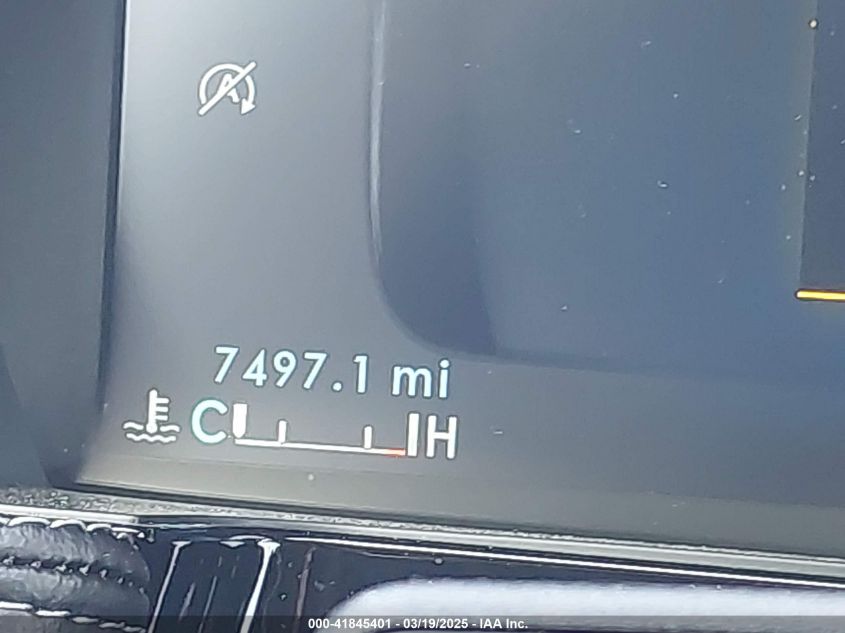 A
7497.1 mi
C H
000-41845401 - 03/19/2025 - IAA Inc.